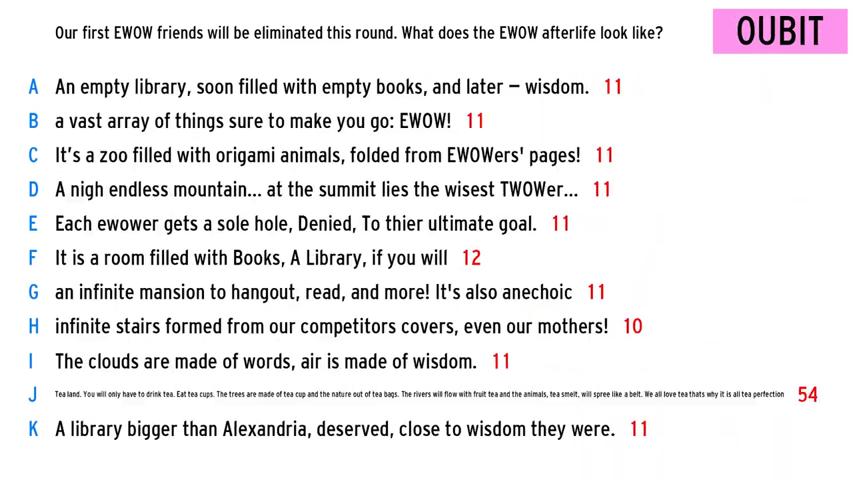 Our first EWOW friends will be eliminated this round. What does the EWOW afterlife look like?
OUBIT
A An empty library, soon filled with empty books, and later – wisdom. 11
B a vast array of things sure to make you go: EWOW! 11
C It's a zoo filled with origami animals, folded from EWOWers' pages! 11
D A nigh endless mountain... at the summit lies the wisest TWOWer... 11
E Each ewower gets a sole hole, Denied, To thier ultimate goal. 11
F It is a room filled with Books, A Library, if you will 12
G an infinite mansion to hangout, read, and more! It's also anechoic 11
H infinite stairs formed from our competitors covers, even our mothers! 10
I The clouds are made of words, air is made of wisdom. 11
J Tea land. You will only have to drink tea. Eat tea cups. The trees are made of tea cup and the nature out of tea bags. The rivers will flow with fruit tea and the animals, tea smelt, will spree like a belt. We all love tea thats why it is all tea perfection 54
K A library bigger than Alexandria, deserved, close to wisdom they were. 11